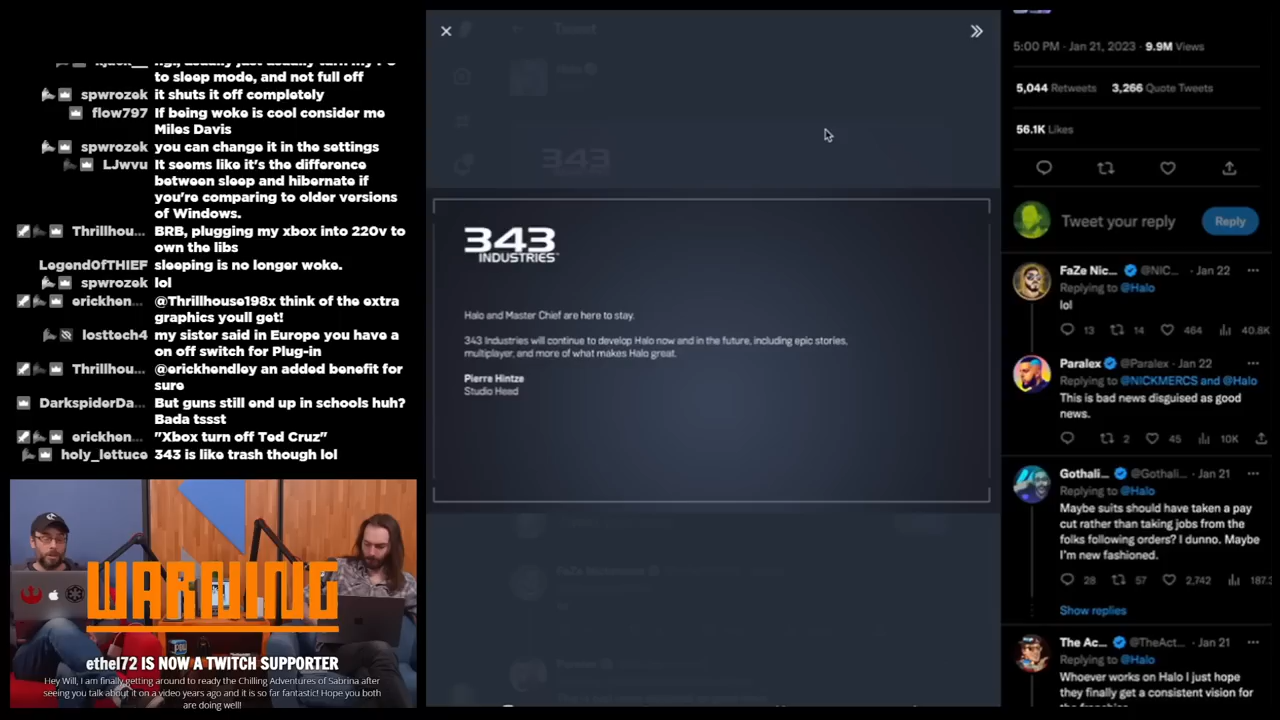 to sleep mode, and not full off
spwrozek it shuts it off completely
flow797 If being woke is cool consider me
Miles Davis
spwrozek you can change it in the settings
LJwvu It seems like it's the difference
between sleep and hibernate if
you're comparing to older versions
of Windows.
Thrillhou... BRB, plugging my xbox into 220v to
own the libs
LegendOfTHIEF sleeping is no longer woke.
spwrozek lol
erickhen... @Thrillhouse198x think of the extra
graphics youll get!
losttech4 my sister said in Europe you have a
on off switch for Plug-in
Thrillhou... @erickhendley an added benefit for
sure
DarkspiderDa... But guns still end up in schools huh?
Bada tssst
erickhen... "Xbox turn off Ted Cruz"
holy_lettuce 343 is like trash though lol
WARNING
ethel72 IS NOW A TWITCH SUPPORTER
Hey Will, I am finally getting around to ready the Chilling Adventures of Sabrina after
seeing you talk about it on a video years ago and it is so far fantastic! Hope you both
are doing well!
Tweet
343
343
INDUSTRIES
Halo and Master Chief are here to stay.
343 Industries will continue to develop Halo now and in the future, including epic stories,
multiplayer, and more of what makes Halo great.
Pierre Hintze
Studio Head
5:00 PM · Jan 21, 2023 · 9.9M Views
5,044 Retweets 3,266 Quote Tweets
56.1K Likes
Tweet your reply
Reply
FaZe Nic... @NIC... · Jan 22
Replying to @Halo
lol
13 14 464 40.8K
Paralex @Paralex · Jan 22
Replying to @NICKMERCS and @Halo
This is bad news disguised as good
news.
2 45 10K
Gothali... @Gothali... · Jan 21
Replying to @Halo
Maybe suits should have taken a pay
cut rather than taking jobs from the
folks following orders? I dunno. Maybe
I'm new fashioned.
28 57 2,742 187.
Show replies
The Ac... @TheAct... · Jan 21
Replying to @Halo
Whoever works on Halo I just hope
they finally get a consistent vision for